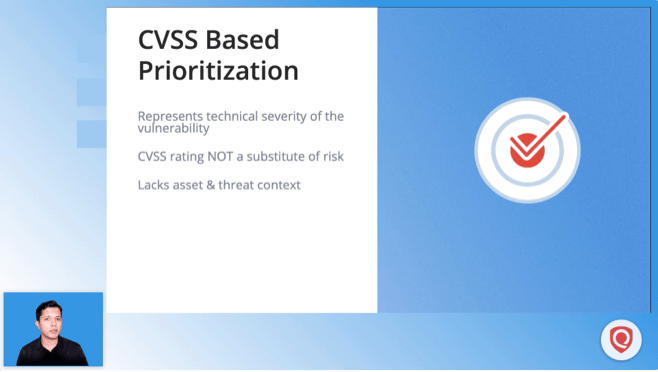 CVSS Based
Prioritization
Represents technical severity of the
vulnerability
CVSS rating NOT a substitute of risk
Lacks asset & threat context